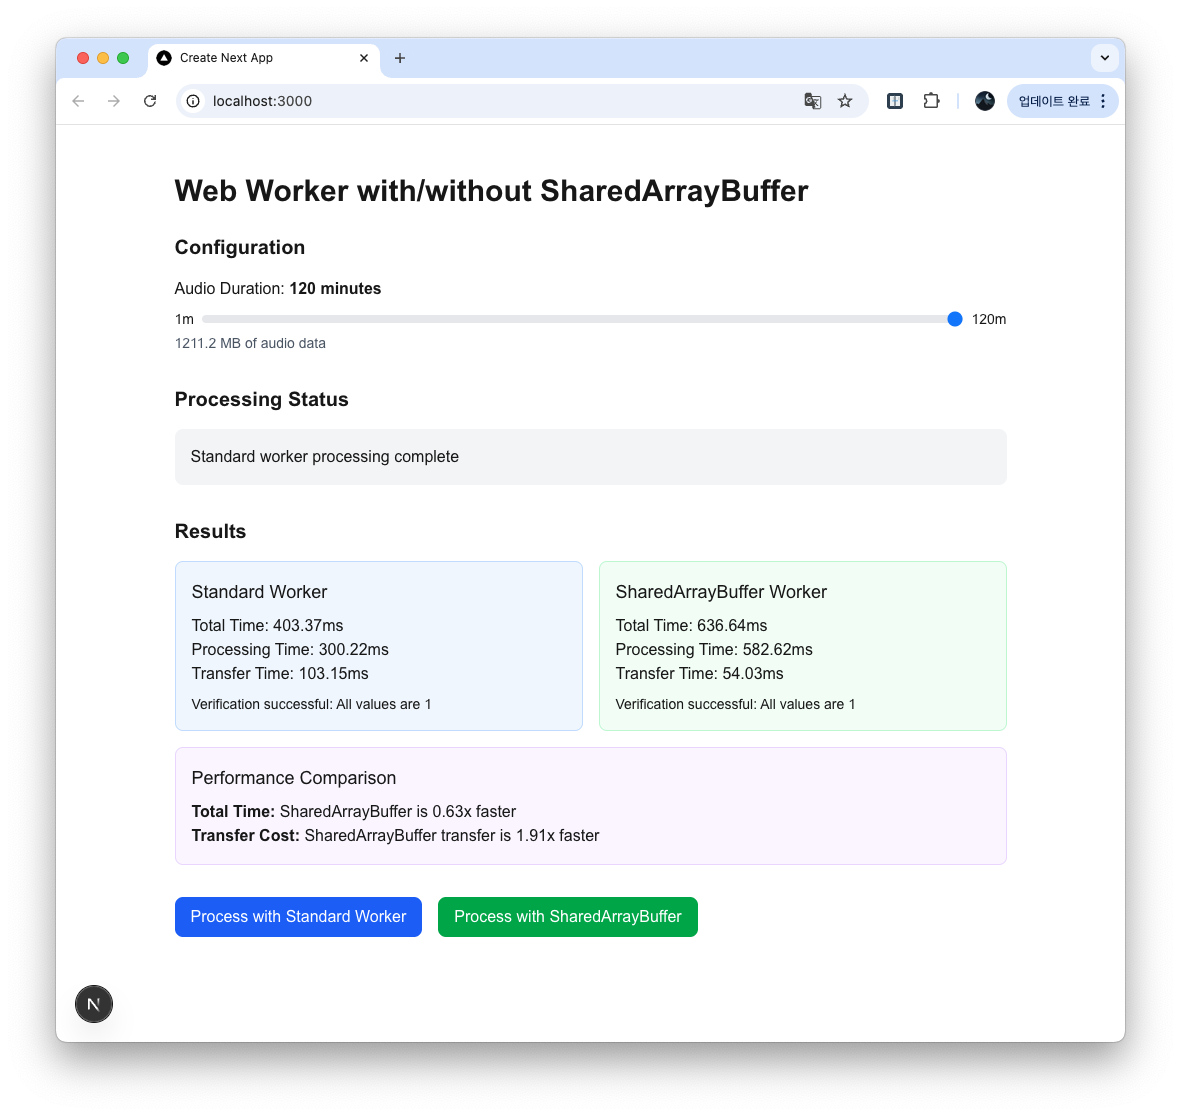 Create Next App
localhost:3000
업데이트 완료
Web Worker with/without SharedArrayBuffer
Configuration
Audio Duration: 120 minutes
1m
120m
1211.2 MB of audio data
Processing Status
Standard worker processing complete
Results
Standard Worker
Total Time: 403.37ms
Processing Time: 300.22ms
Transfer Time: 103.15ms
Verification successful: All values are 1
SharedArrayBuffer Worker
Total Time: 636.64ms
Processing Time: 582.62ms
Transfer Time: 54.03ms
Verification successful: All values are 1
Performance Comparison
Total Time: SharedArrayBuffer is 0.63x faster
Transfer Cost: SharedArrayBuffer transfer is 1.91x faster
Process with Standard Worker
Process with SharedArrayBuffer
N